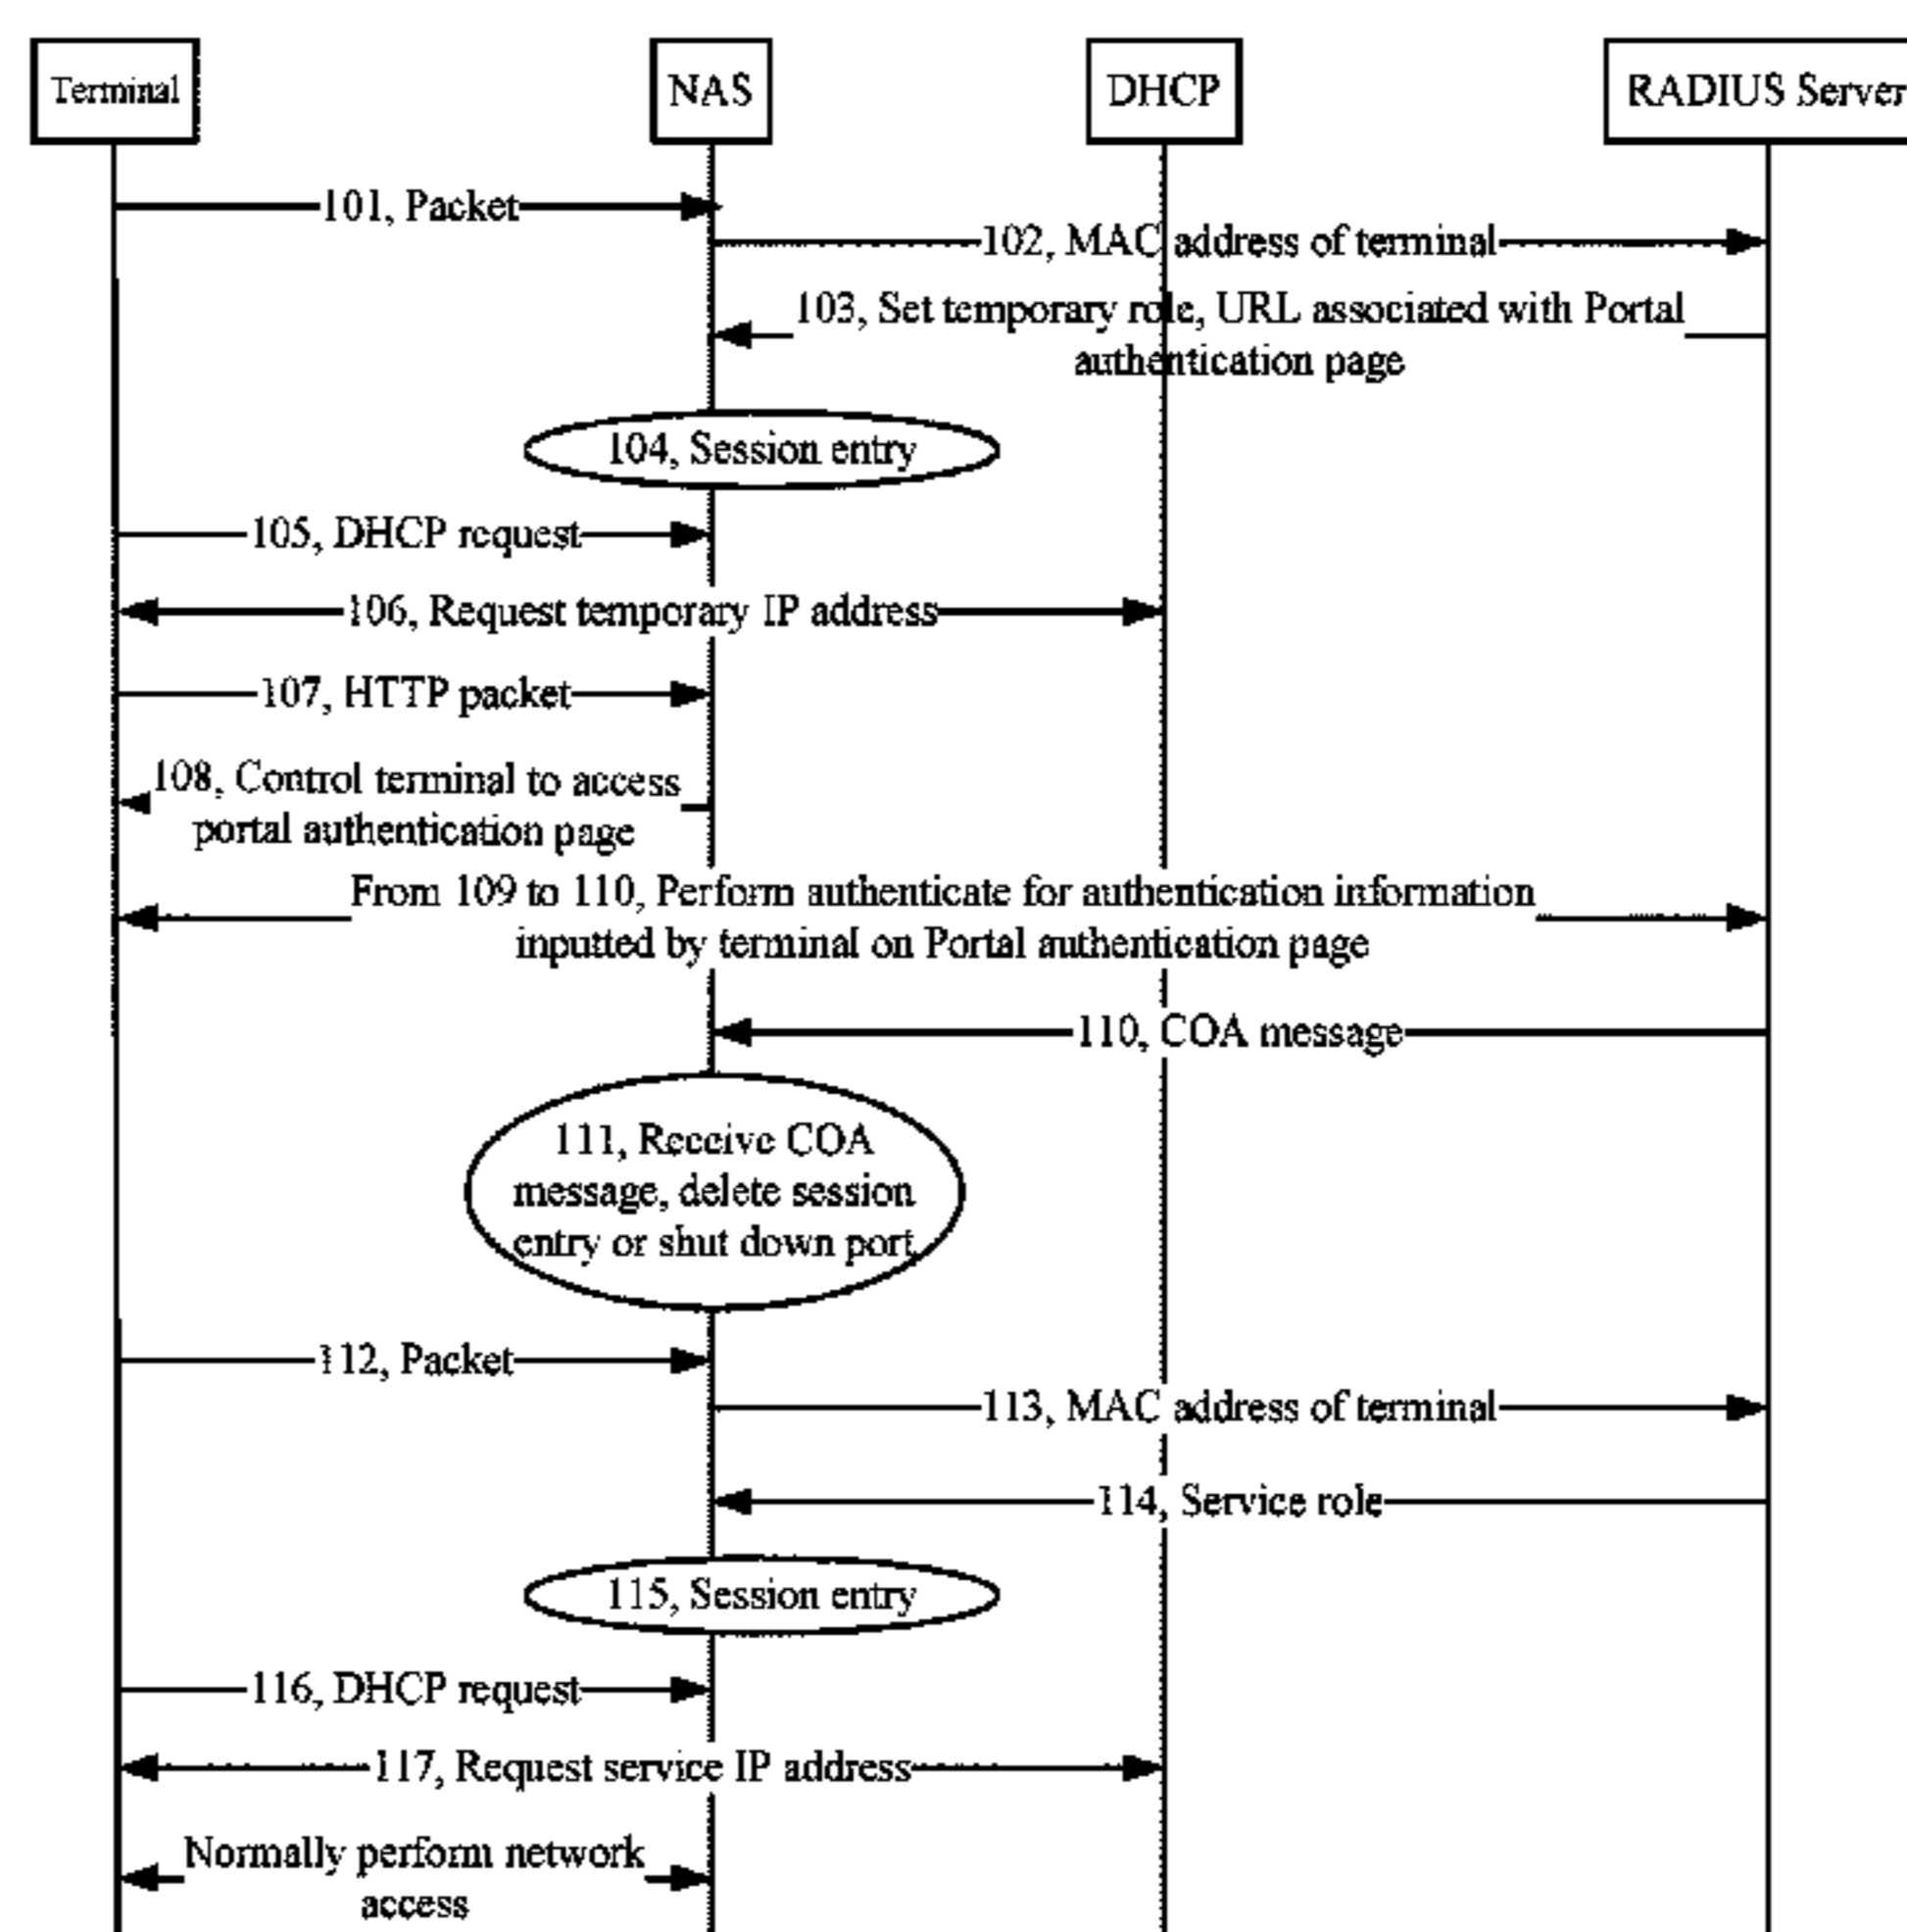 Terminal
NAS
DHCP
RADIUS Server
101, Packet
102, MAC address of terminal
103, Set temporary role, URL associated with Portal
authentication page
104, Session entry
105, DHCP request
106, Request temporary IP address
107, HTTP packet
108, Control terminal to access
portal authentication page
From 109 to 110, Perform authenticate for authentication information
inputted by terminal on Portal authentication page
110, COA message
111, Receive COA
message, delete session
entry or shut down port
112, Packet
113, MAC address of terminal
114, Service role
115, Session entry
116, DHCP request
117, Request service IP address
Normally perform network
access